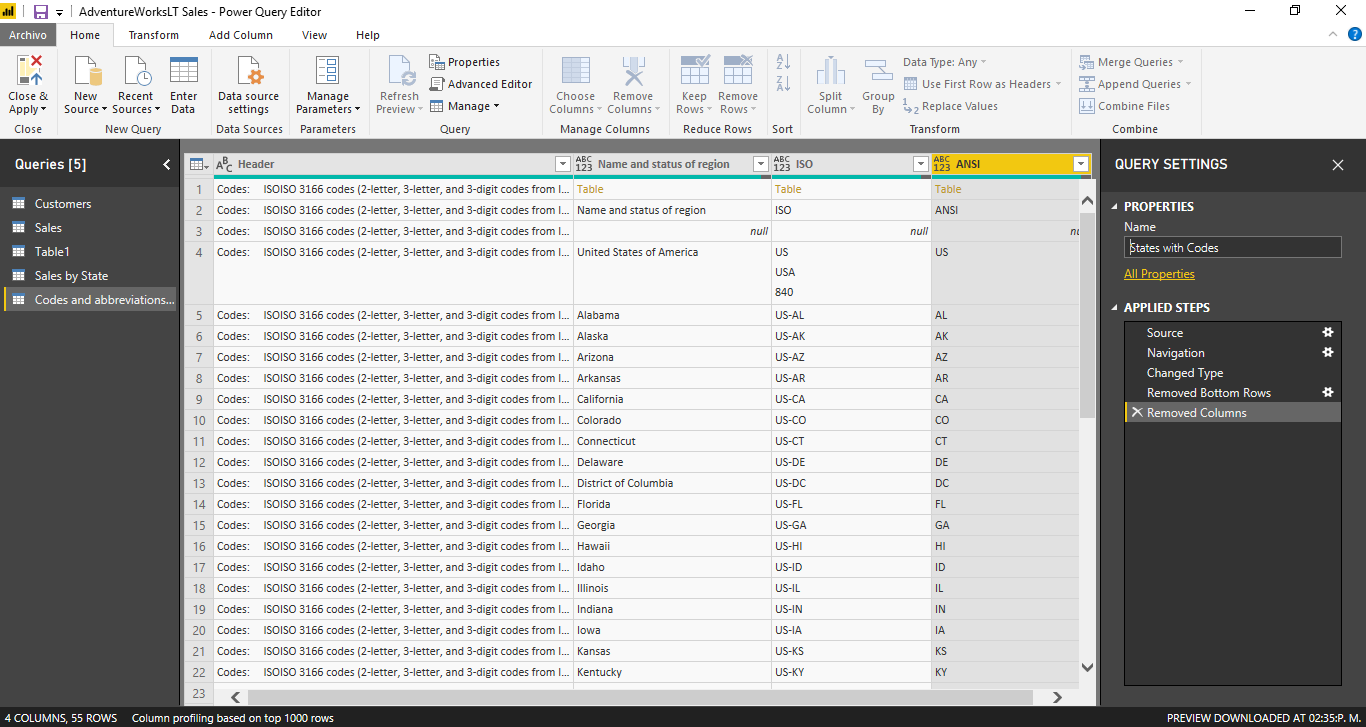 AdventureWorksLT Sales - Power Query Editor
Archivo Home Transform Add Column View Help
Close & Apply
Close
New Source
Recent Sources
Enter Data
New Query
Data source settings
Data Sources
Manage Parameters
Parameters
Refresh Preview
Properties
Advanced Editor
Manage
Query
Choose Columns
Remove Columns
Manage Columns
Keep Rows
Remove Rows
Reduce Rows
Sort
Split Column
Group By
Data Type: Any
Use First Row as Headers
Replace Values
Transform
Merge Queries
Append Queries
Combine Files
Combine
Queries [5]
Customers
Sales
Table1
Sales by State
Codes and abbreviations...
ABC Header ABC 123 Name and status of region ABC 123 ISO ABC 123 ANSI
1 Codes: ISOISO 3166 codes (2-letter, 3-letter, and 3-digit codes from I... Table Table Table
2 Codes: ISOISO 3166 codes (2-letter, 3-letter, and 3-digit codes from I... Name and status of region ISO ANSI
3 Codes: ISOISO 3166 codes (2-letter, 3-letter, and 3-digit codes from I... null null nu
4 Codes: ISOISO 3166 codes (2-letter, 3-letter, and 3-digit codes from I... United States of America US US
USA
840
5 Codes: ISOISO 3166 codes (2-letter, 3-letter, and 3-digit codes from I... Alabama US-AL AL
6 Codes: ISOISO 3166 codes (2-letter, 3-letter, and 3-digit codes from I... Alaska US-AK AK
7 Codes: ISOISO 3166 codes (2-letter, 3-letter, and 3-digit codes from I... Arizona US-AZ AZ
8 Codes: ISOISO 3166 codes (2-letter, 3-letter, and 3-digit codes from I... Arkansas US-AR AR
9 Codes: ISOISO 3166 codes (2-letter, 3-letter, and 3-digit codes from I... California US-CA CA
10 Codes: ISOISO 3166 codes (2-letter, 3-letter, and 3-digit codes from I... Colorado US-CO CO
11 Codes: ISOISO 3166 codes (2-letter, 3-letter, and 3-digit codes from I... Connecticut US-CT CT
12 Codes: ISOISO 3166 codes (2-letter, 3-letter, and 3-digit codes from I... Delaware US-DE DE
13 Codes: ISOISO 3166 codes (2-letter, 3-letter, and 3-digit codes from I... District of Columbia US-DC DC
14 Codes: ISOISO 3166 codes (2-letter, 3-letter, and 3-digit codes from I... Florida US-FL FL
15 Codes: ISOISO 3166 codes (2-letter, 3-letter, and 3-digit codes from I... Georgia US-GA GA
16 Codes: ISOISO 3166 codes (2-letter, 3-letter, and 3-digit codes from I... Hawaii US-HI HI
17 Codes: ISOISO 3166 codes (2-letter, 3-letter, and 3-digit codes from I... Idaho US-ID ID
18 Codes: ISOISO 3166 codes (2-letter, 3-letter, and 3-digit codes from I... Illinois US-IL IL
19 Codes: ISOISO 3166 codes (2-letter, 3-letter, and 3-digit codes from I... Indiana US-IN IN
20 Codes: ISOISO 3166 codes (2-letter, 3-letter, and 3-digit codes from I... Iowa US-IA IA
21 Codes: ISOISO 3166 codes (2-letter, 3-letter, and 3-digit codes from I... Kansas US-KS KS
22 Codes: ISOISO 3166 codes (2-letter, 3-letter, and 3-digit codes from I... Kentucky US-KY KY
23
QUERY SETTINGS
PROPERTIES
Name
States with Codes
All Properties
APPLIED STEPS
Source
Navigation
Changed Type
Removed Bottom Rows
Removed Columns
4 COLUMNS, 55 ROWS Column profiling based on top 1000 rows PREVIEW DOWNLOADED AT 02:35:P. M.